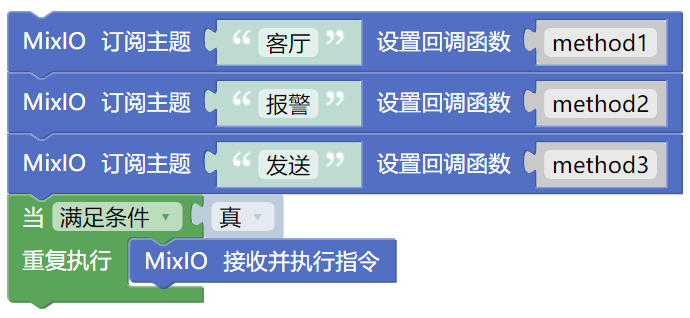 MixIO 订阅主题 “ 客厅 ” 设置回调函数 method1
MixIO 订阅主题 “ 报警 ” 设置回调函数 method2
MixIO 订阅主题 “ 发送 ” 设置回调函数 method3
当 满足条件 真
重复执行 MixIO 接收并执行指令